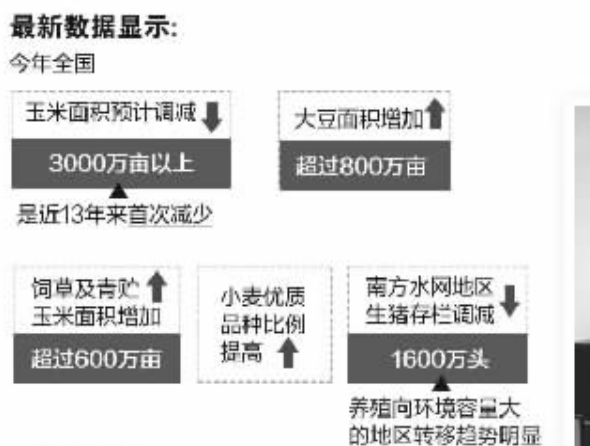 最新数据显示:
今年全国
玉米面积预计调减
3000万亩以上
是近13年来首次减少
大豆面积增加
超过800万亩
饲草及青贮
玉米面积增加
超过600万亩
小麦优质
品种比例
提高
南方水网地区
生猪存栏调减
1600万头
养殖向环境容量大
的地区转移趋势明显